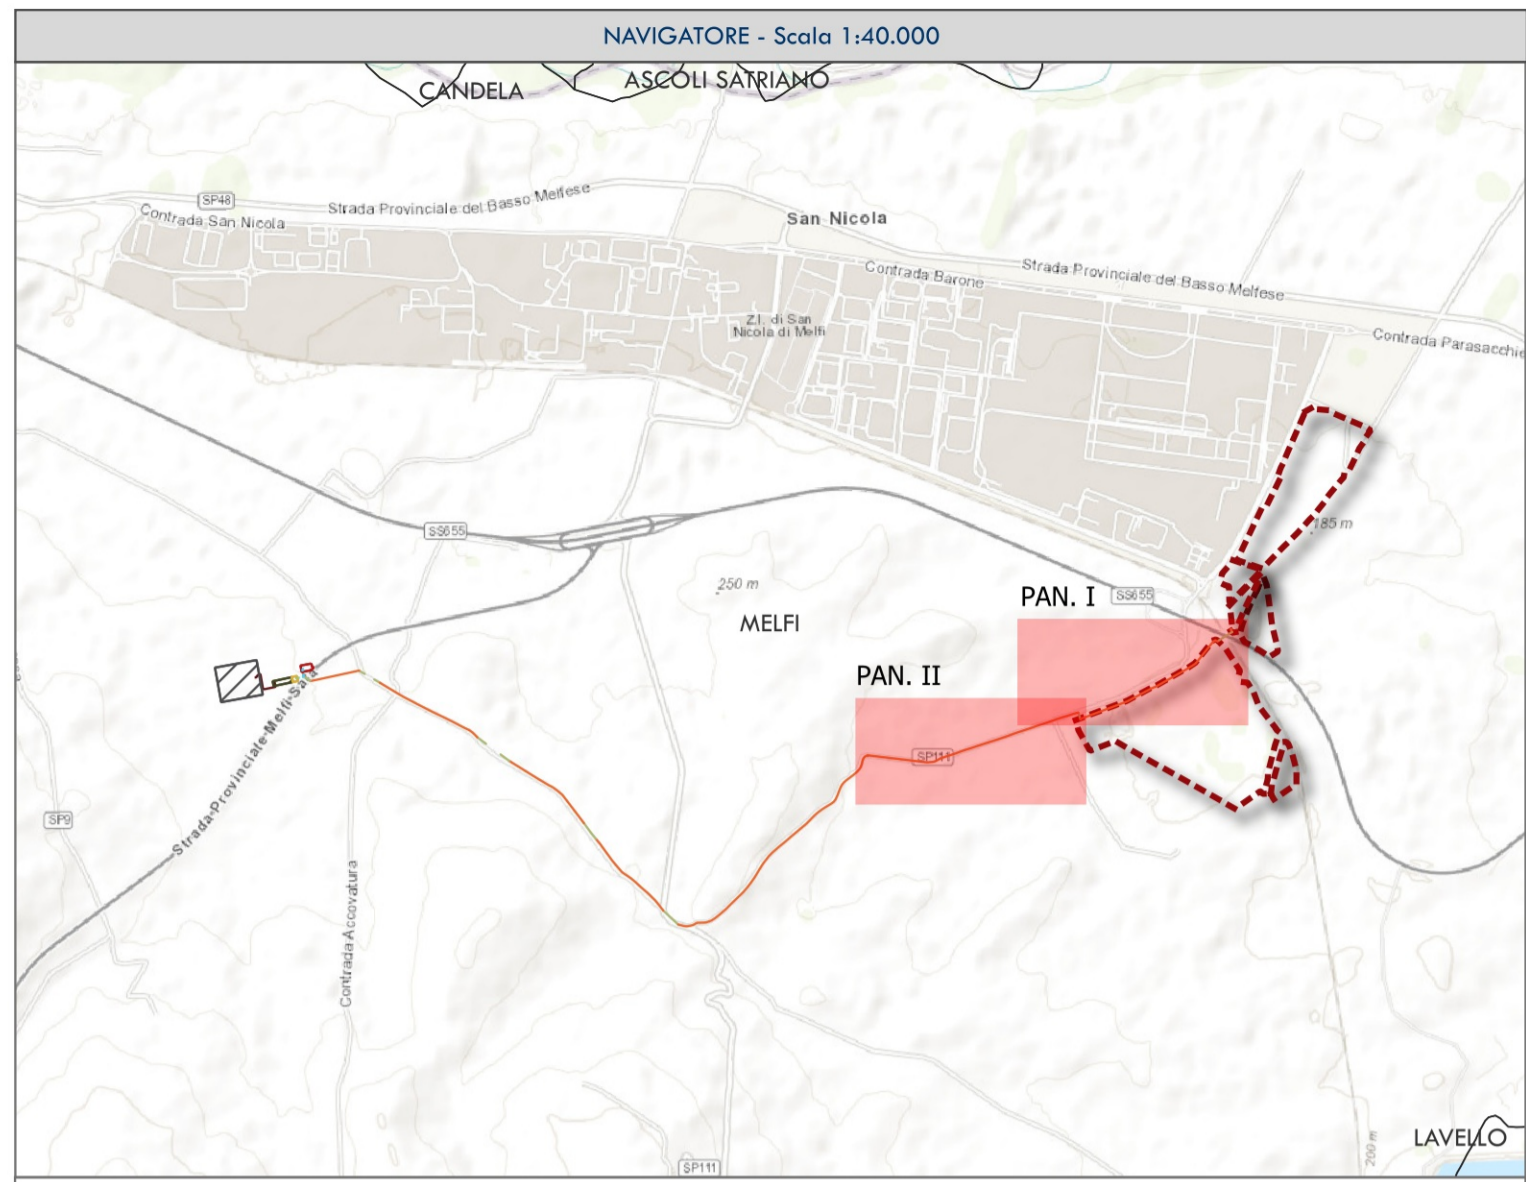 NAVIGATORE - Scala 1:40.000
CANDELA
ASCOLI SATRIANO
SP48
Strada Provinciale del Basso Melfese
Contrada San Nicola
San Nicola
Contrada Barone
Strada Provinciale del Basso Melfese
Z.I. di San
Nicola di Melfi
Contrada Parasacchie
SS655
185 m
250 m
MELFI
PAN. I
SS655
PAN. II
SP111
Strada-Provinciale-Melfi-Sata
SP9
Contrada Accovatura
200 m
LAVELLO
SP111